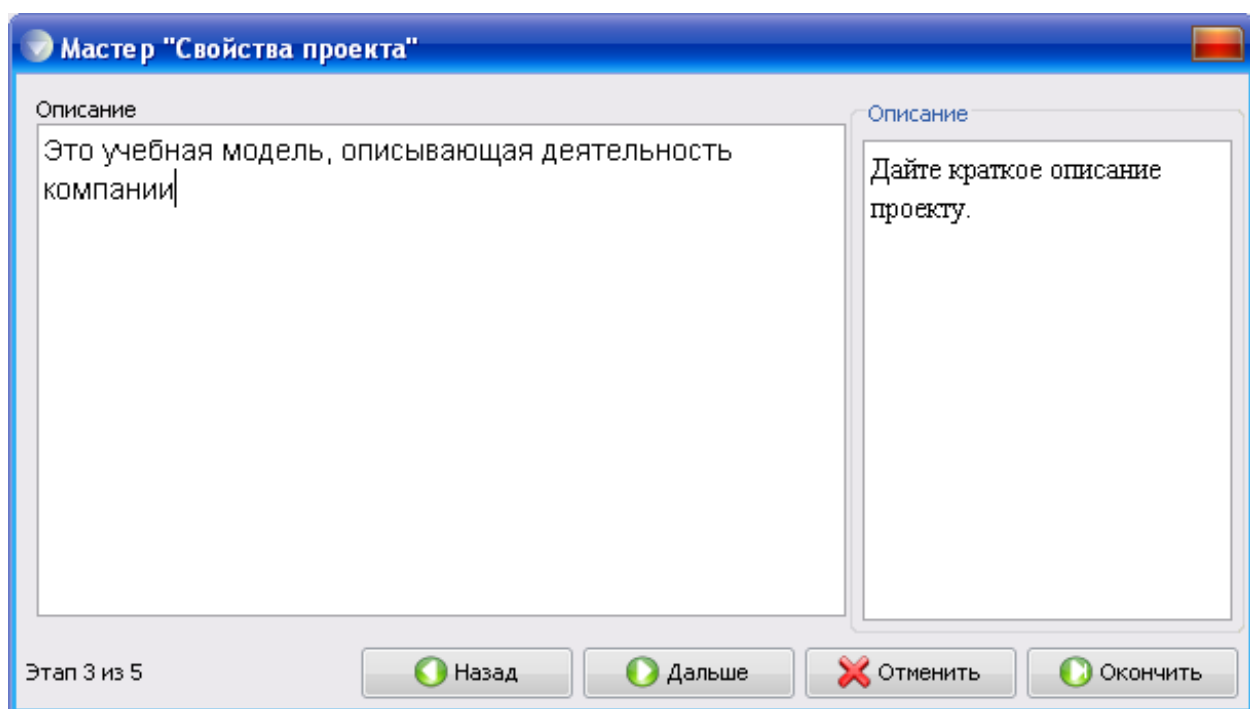 Мастер "Свойства проекта"
Описание
Это учебная модель, описывающая деятельность
компании
Описание
Дайте краткое описание
проекту.
Этап 3 из 5
Назад
Дальше
Отменить
Окончить